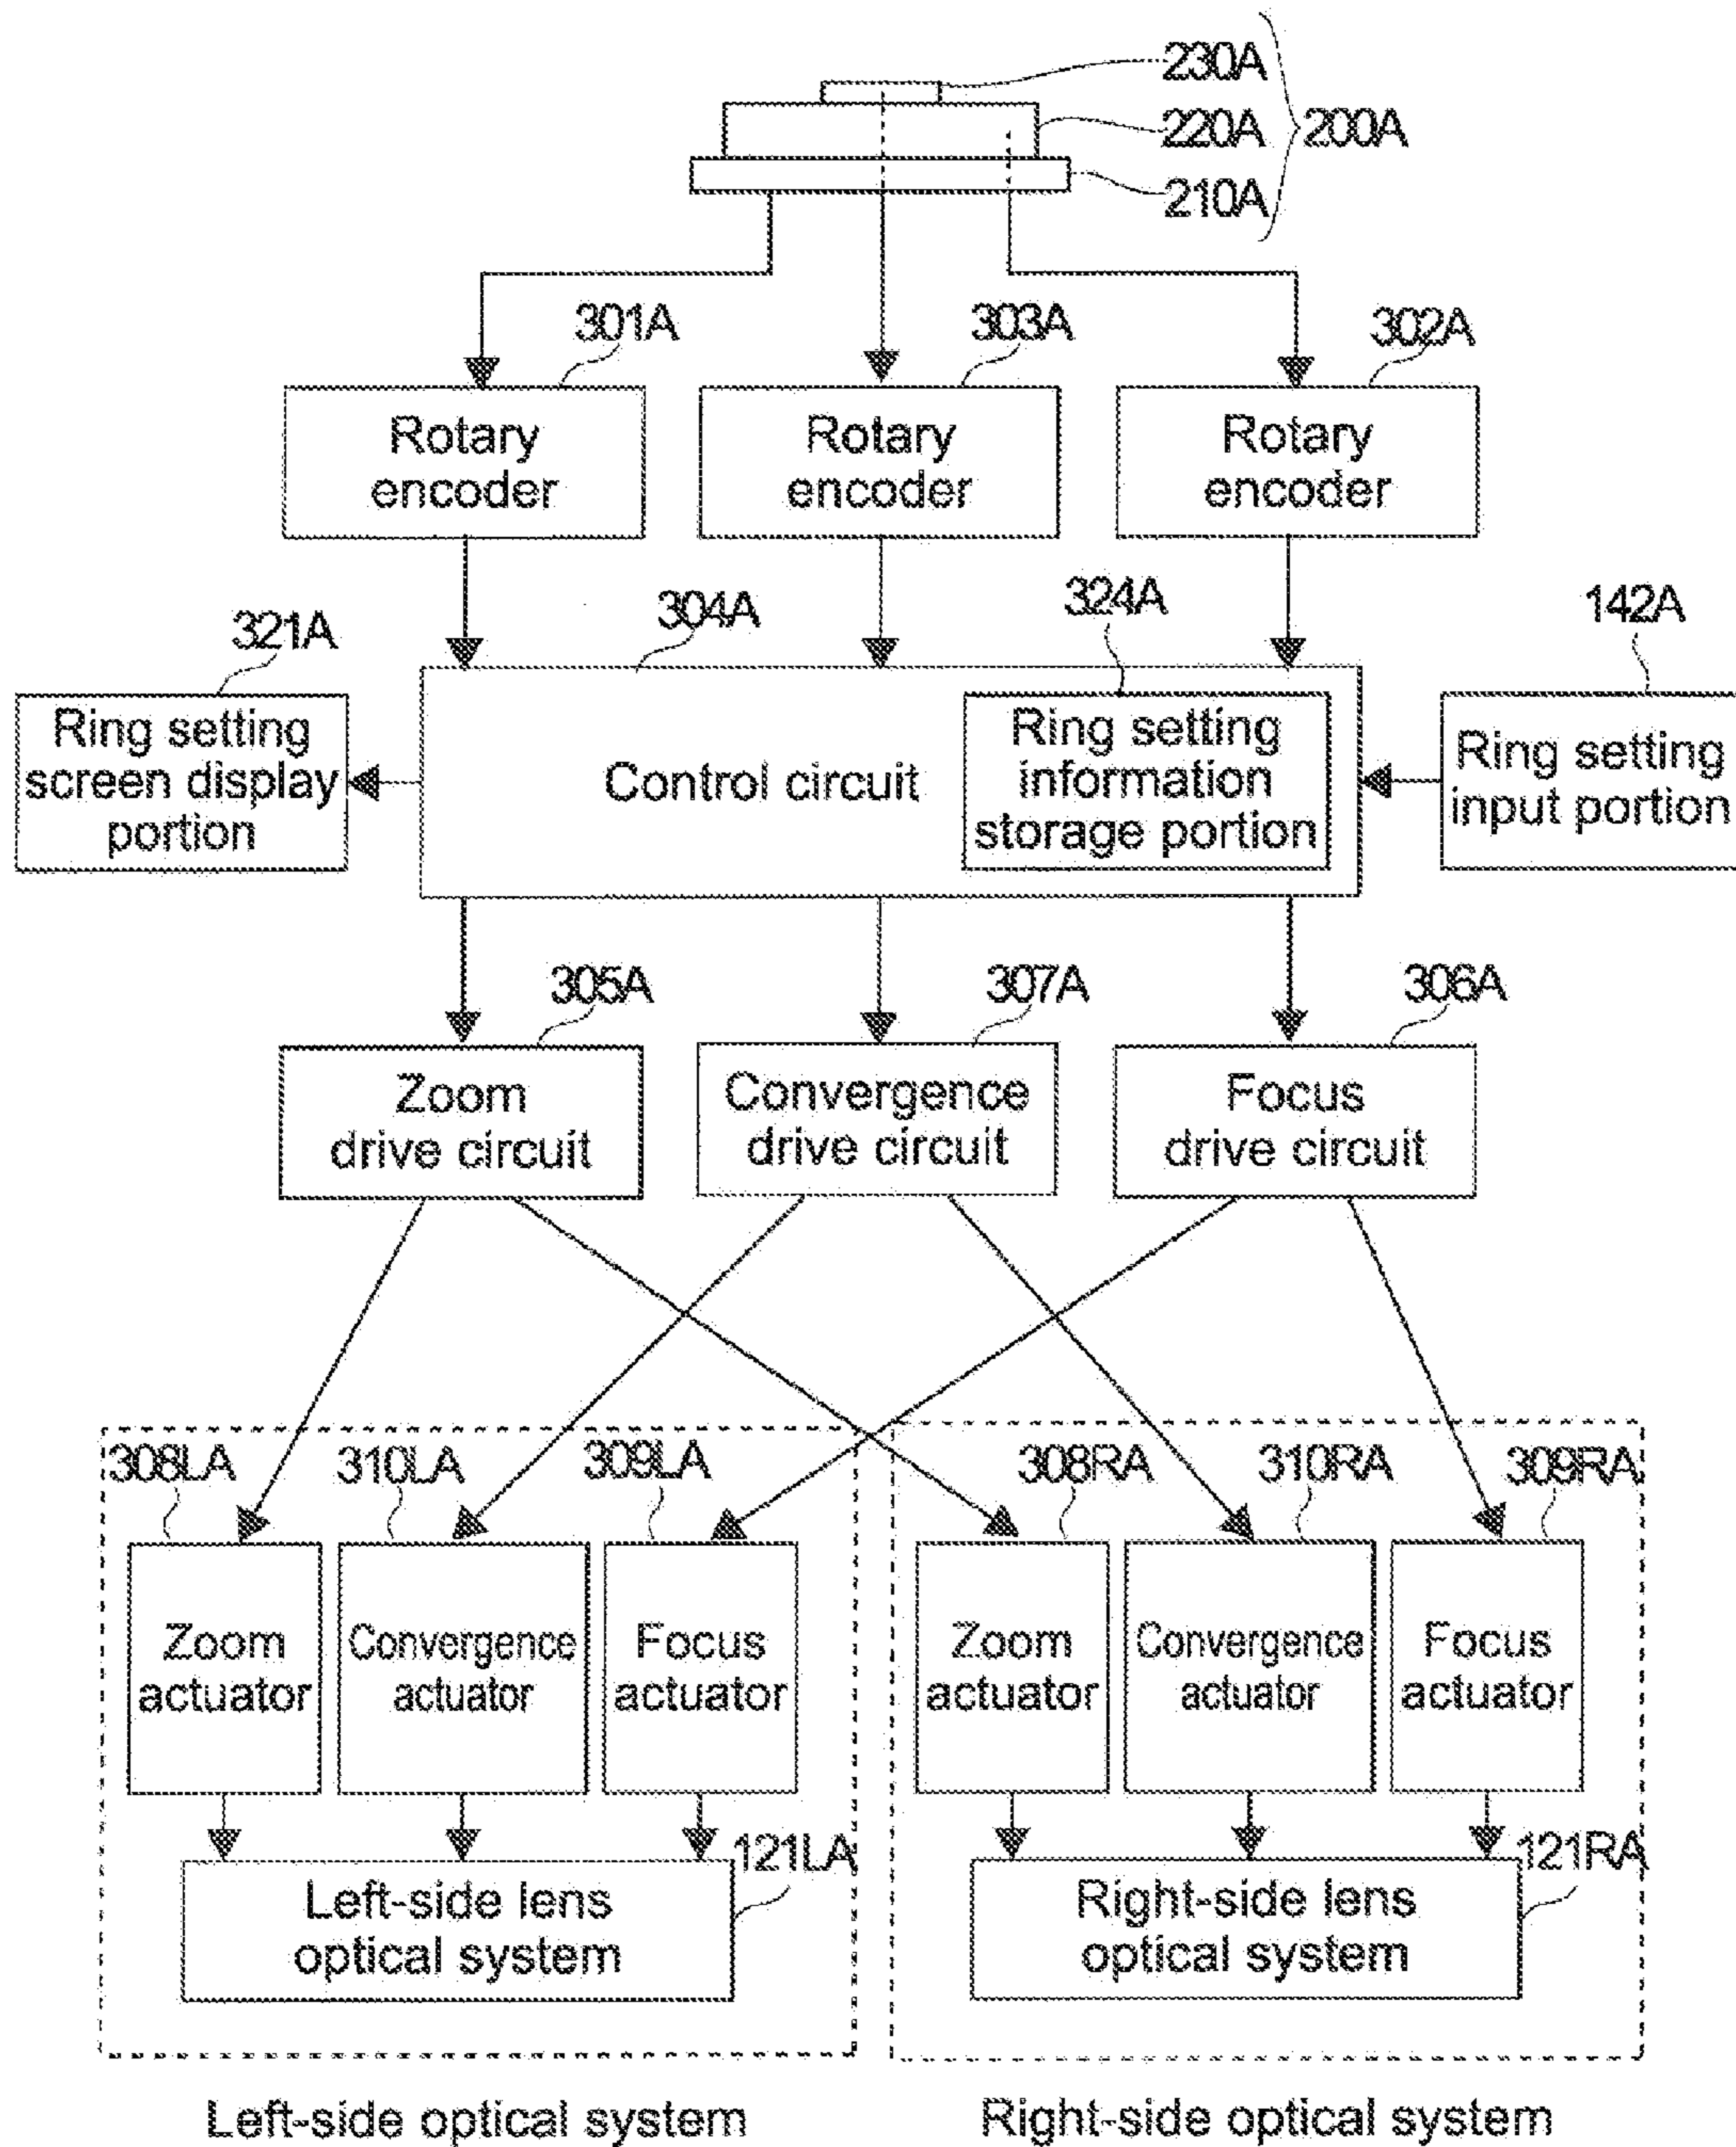 230A
220A
200A
210A
301A
303A
302A
Rotary
encoder
Rotary
encoder
Rotary
encoder
321A
304A
324A
142A
Ring setting
screen display
portion
Control circuit
Ring setting
information
storage portion
Ring setting
input portion
305A
307A
306A
Zoom
drive circuit
Convergence
drive circuit
Focus
drive circuit
308LA
310LA
309LA
308RA
310RA
309RA
Zoom
actuator
Convergence
actuator
Focus
actuator
Zoom
actuator
Convergence
actuator
Focus
actuator
121LA
121RA
Left-side lens
optical system
Right-side lens
optical system
Left-side optical system
Right-side optical system